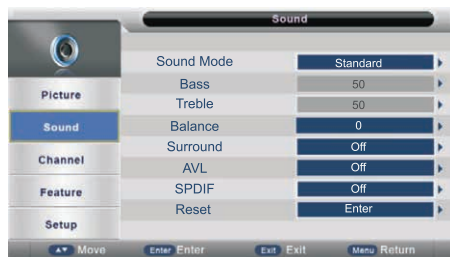 Sound
Picture
Sound
Channel
Feature
Setup
Sound Mode Standard
Bass 50
Treble 50
Balance 0
Surround Off
AVL Off
SPDIF Off
Reset Enter
▲▼ Move Enter Enter Exit Exit Menu Return